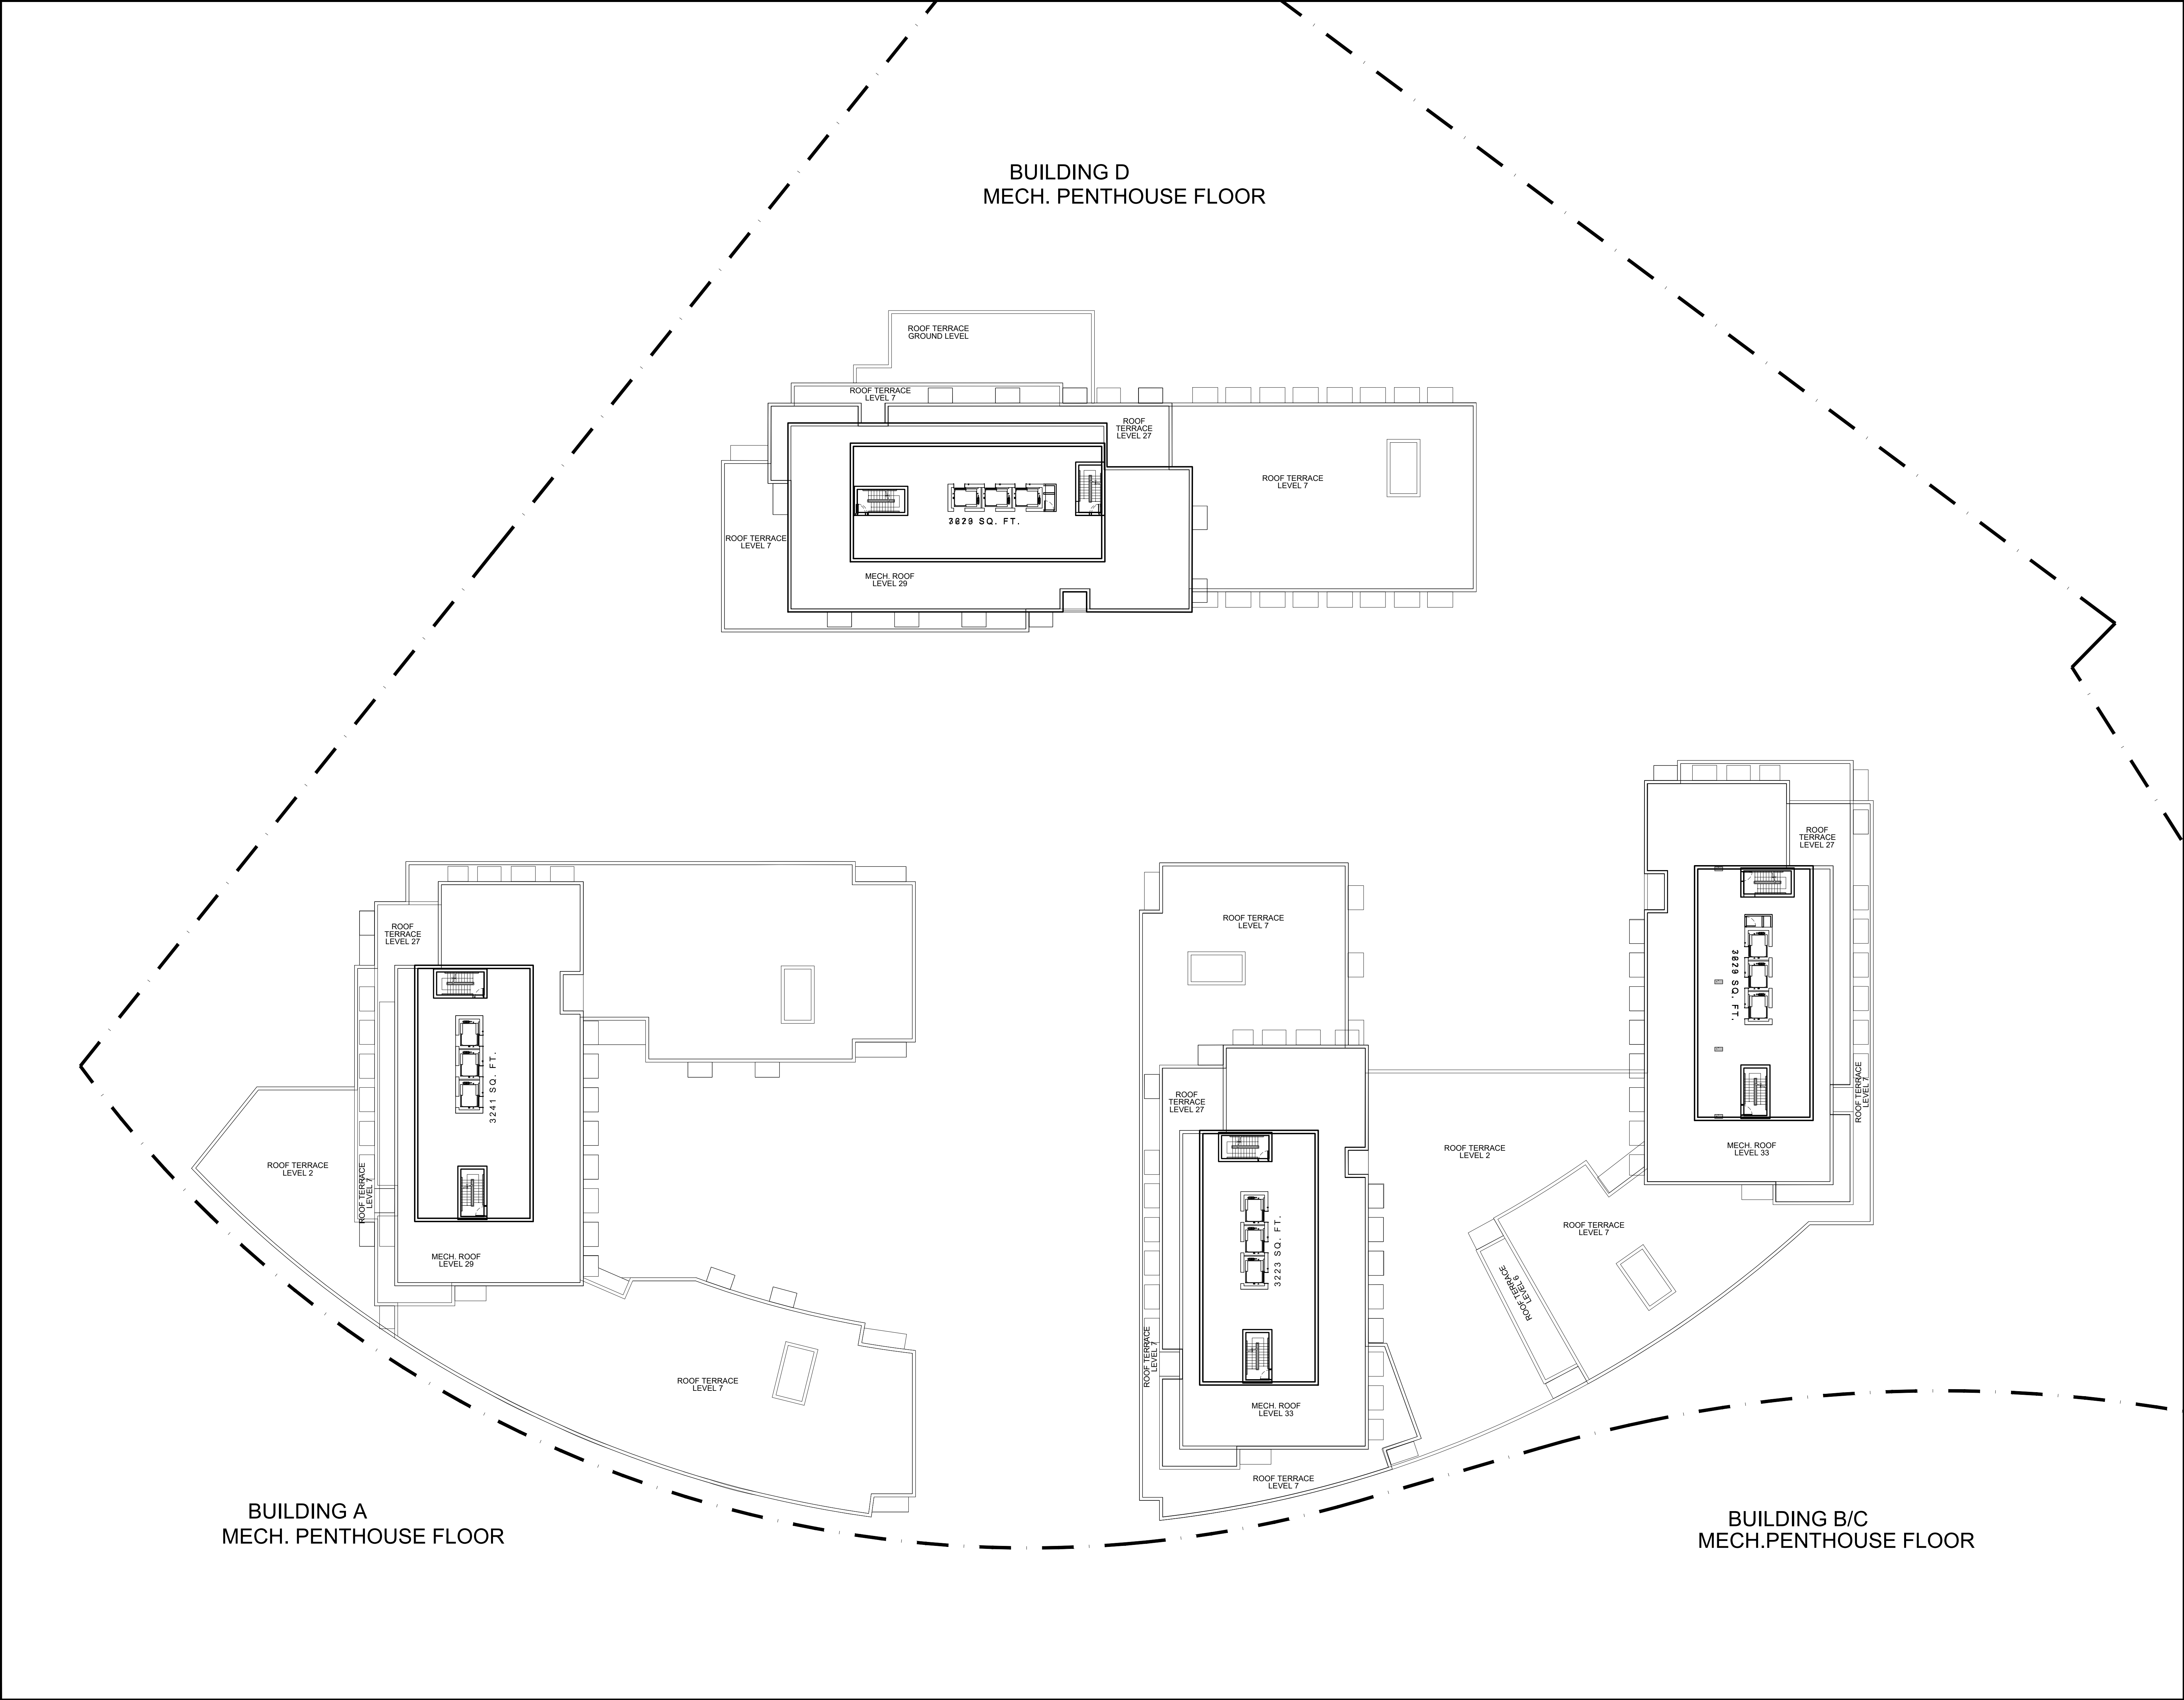 BUILDING D
MECH. PENTHOUSE FLOOR
ROOF TERRACE
GROUND LEVEL
ROOF TERRACE
LEVEL 7
ROOF
TERRACE
LEVEL 27
ROOF TERRACE
LEVEL 7
SQ. FT.
ROOF TERRACE
LEVEL 7
MECH. ROOF
LEVEL 29
ROOF
TERRACE
LEVEL 27
3241 SQ. FT.
ROOF TERRACE
LEVEL 2
ROOF TERRACE
LEVEL 7
MECH. ROOF
LEVEL 29
ROOF TERRACE
LEVEL 7
BUILDING A
MECH. PENTHOUSE FLOOR
ROOF TERRACE
LEVEL 7
ROOF
TERRACE
LEVEL 27
3223 SQ. FT.
ROOF TERRACE
LEVEL 7
MECH. ROOF
LEVEL 33
ROOF TERRACE
LEVEL 7
ROOF TERRACE
LEVEL 2
ROOF TERRACE
LEVEL 6
ROOF TERRACE
LEVEL 7
ROOF
TERRACE
LEVEL 27
SQ. FT.
ROOF TERRACE
LEVEL 7
MECH. ROOF
LEVEL 33
BUILDING B/C
MECH.PENTHOUSE FLOOR